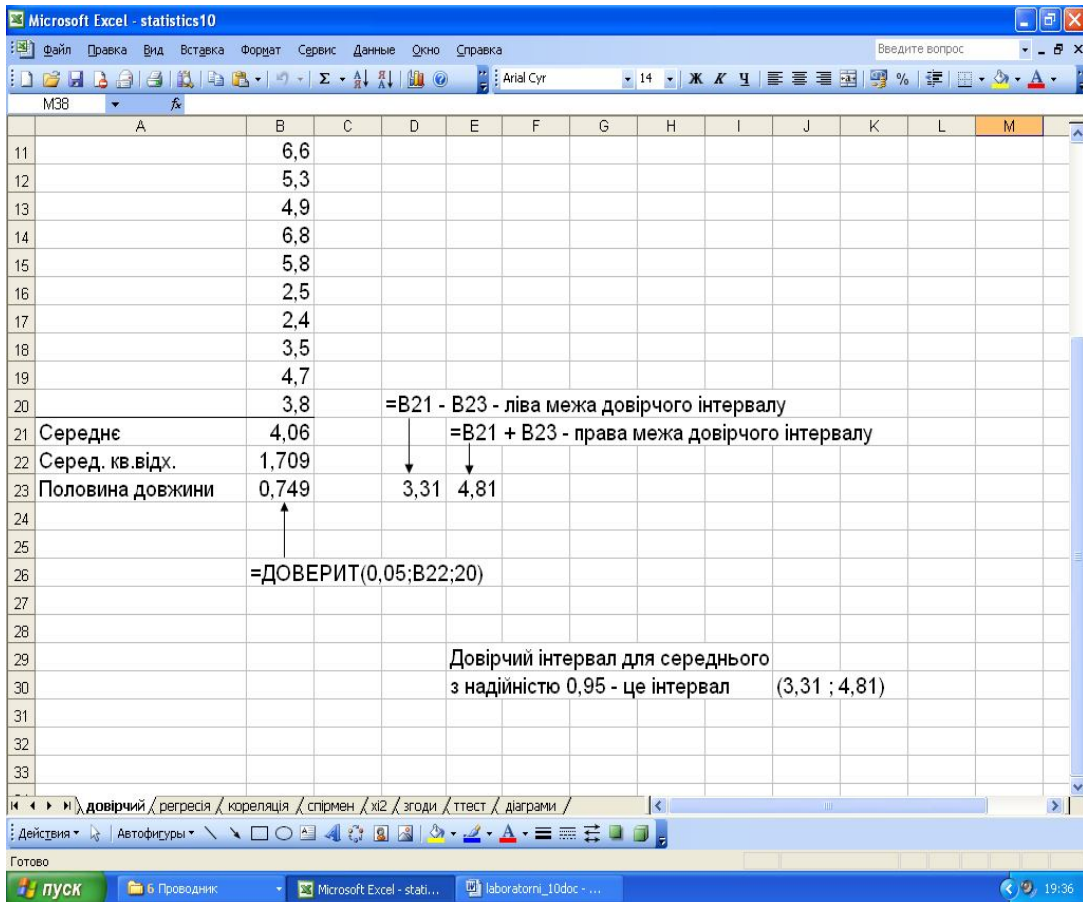 Microsoft Excel - statistics10
Файл Правка Вид Вставка Формат Сервис Данные Окно Справка Введите вопрос
Arial Cyr 14 Ж К Ч
M38 fx
A B C D E F G H I J K L M
11 6,6
12 5,3
13 4,9
14 6,8
15 5,8
16 2,5
17 2,4
18 3,5
19 4,7
20 3,8 =B21 - B23 - ліва межа довірчого інтервалу
21 Середнє 4,06 =B21 + B23 - права межа довірчого інтервалу
22 Серед. кв.відх. 1,709
23 Половина довжини 0,749 3,31 4,81
24
25
26 =ДОВЕРИТ(0,05;B22;20)
27
28
29 Довірчий інтервал для середнього
30 з надійністю 0,95 - це інтервал (3,31 ; 4,81)
31
32
33
довірчий регресія кореляція спірмен хі2 згоди ттест діаграми
Действия Автофигуры
Готово
пуск 6 Проводник Microsoft Excel - stati... laboratorni_10doc - ... 19:36